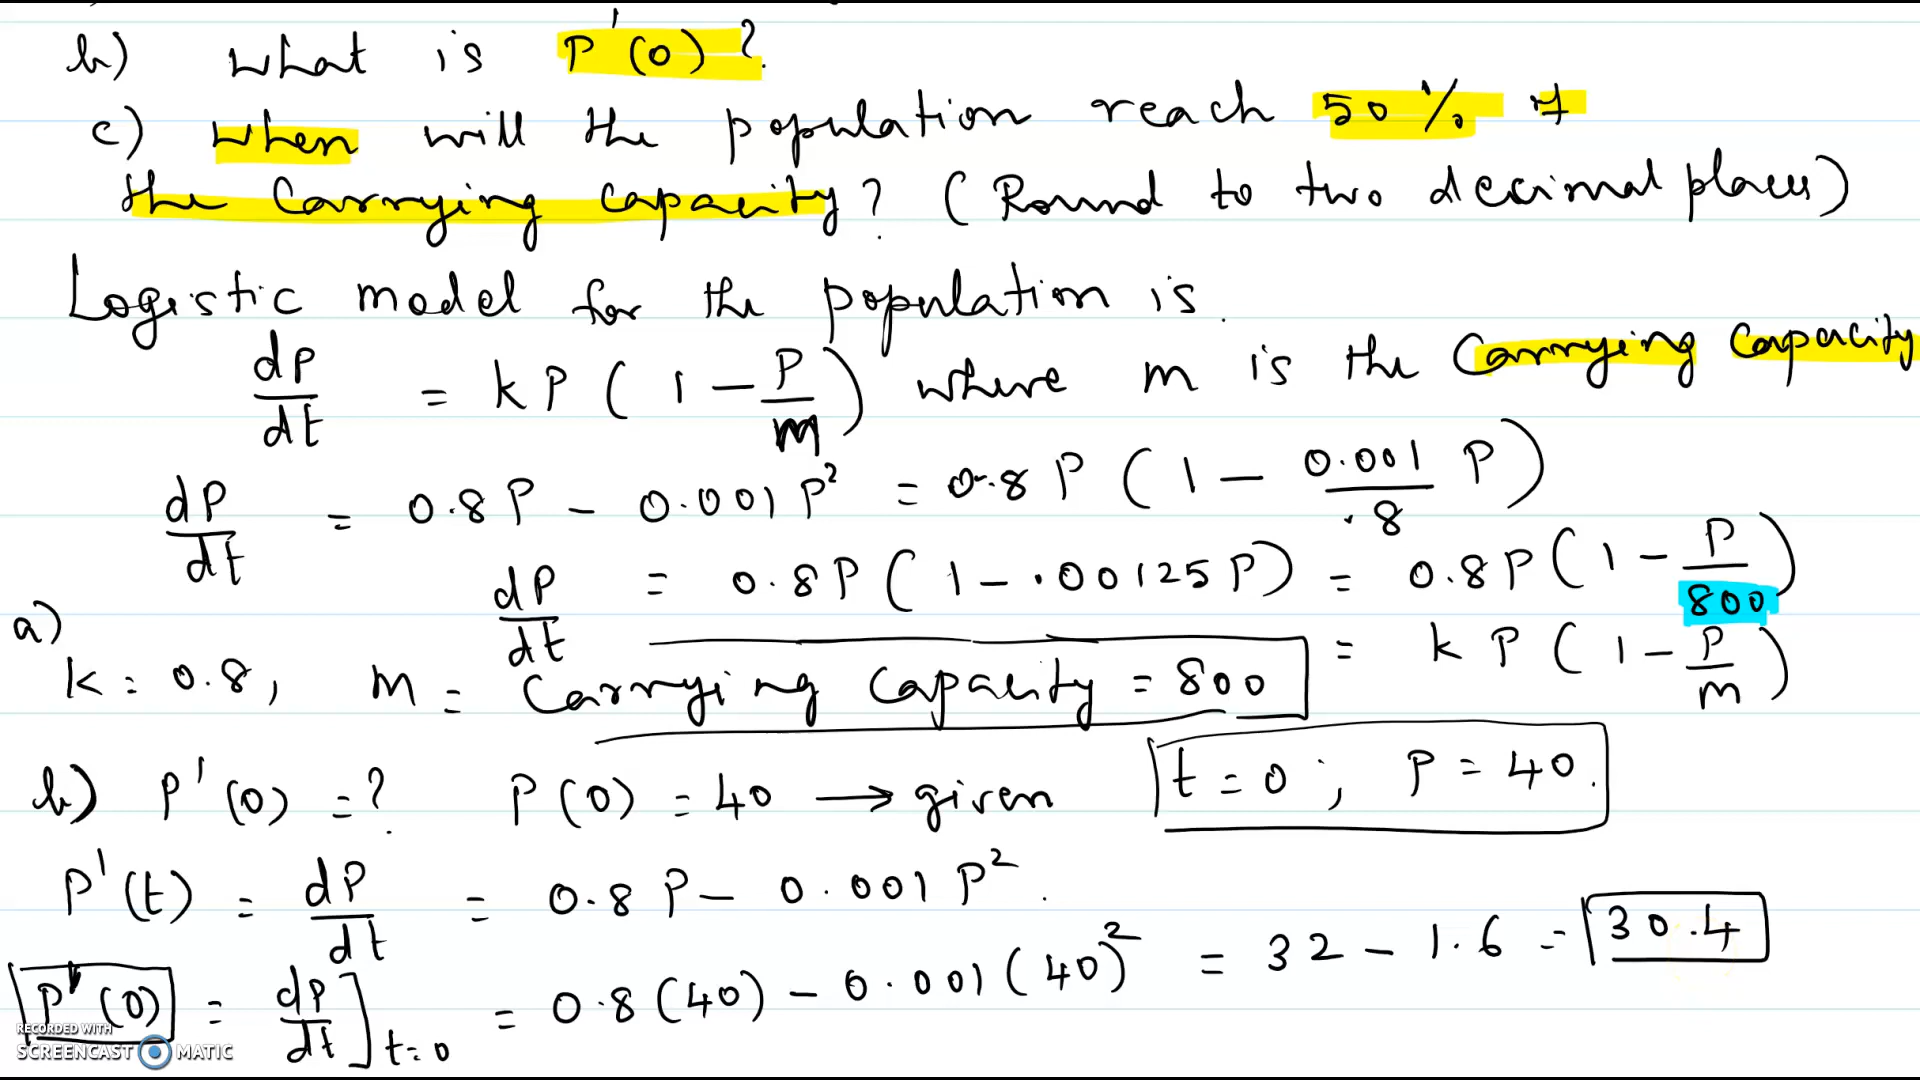 b) what is P'(0)?
c) when will the population reach 50% of
the Carrying capacity? (Round to two decimal places)
Logistic model for the population is.
dP/dt = kP(1 - P/m) where m is the Carrying Capacity
dP/dt = 0.8P - 0.001P² = 0.8P(1 - 0.001/.8 P)
dP/dt = 0.8P(1 - .00125P) = 0.8P(1 - P/800)
a)
= kP(1 - P/m)
k = 0.8, m = Carrying Capacity = 800
b) P'(0) = ? P(0) = 40 → given t = 0; P = 40.
P'(t) = dP/dt = 0.8P - 0.001P².
P'(0) = dP/dt]t=0 = 0.8(40) - 0.001(40)² = 32 - 1.6 = 30.4
RECORDED WITH
SCREENCAST MATIC